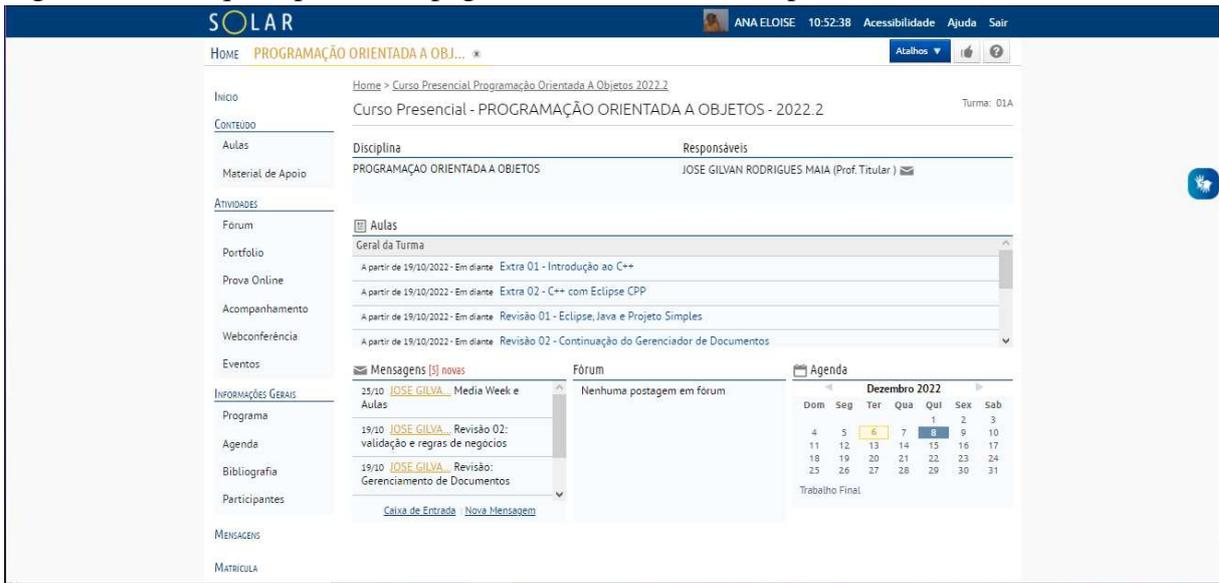 SOLAR
ANA ELOISE 10:52:38 Acessibilidade Ajuda Sair
HOME PROGRAMAÇÃO ORIENTADA A OBJ...
Atalhos ▼
Home > Curso Presencial Programação Orientada A Objetos 2022.2
Curso Presencial - PROGRAMAÇÃO ORIENTADA A OBJETOS - 2022.2
Turma: 01A
INÍCIO
CONTEÚDO
Aulas
Material de Apoio
ATIVIDADES
Fórum
Portfolio
Prova Online
Acompanhamento
Webconferência
Eventos
INFORMAÇÕES GERAIS
Programa
Agenda
Bibliografia
Participantes
MENSAGENS
MATRÍCULA
Disciplina
PROGRAMAÇÃO ORIENTADA A OBJETOS
Responsáveis
JOSE GILVAN RODRIGUES MAIA (Prof. Titular )
Aulas
Geral da Turma
A partir de 19/10/2022 - Em diante Extra 01 - Introdução ao C++
A partir de 19/10/2022 - Em diante Extra 02 - C++ com Eclipse CPP
A partir de 19/10/2022 - Em diante Revisão 01 - Eclipse, Java e Projeto Simples
A partir de 19/10/2022 - Em diante Revisão 02 - Continuação do Gerenciador de Documentos
Mensagens [5] novas
25/10 JOSE GILVA... Media Week e
Aulas
19/10 JOSE GILVA... Revisão 02:
validação e regras de negócios
19/10 JOSE GILVA... Revisão:
Gerenciamento de Documentos
Caixa de Entrada | Nova Mensagem
Fórum
Nenhuma postagem em fórum
Agenda
Dezembro 2022
Dom Seg Ter Qua Qui Sex Sab
1 2 3
4 5 6 7 8 9 10
11 12 13 14 15 16 17
18 19 20 21 22 23 24
25 26 27 28 29 30 31
Trabalho Final